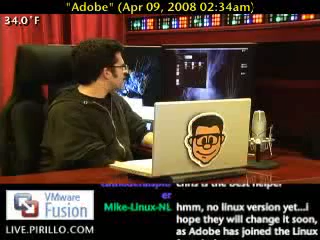 "Adobe" (Apr 09, 2008 02:34am)
34.0°F
chris is the best helper
er
Mike-Linux-NL
hmm, no linux version yet...i
hope they will change it soon,
as Adobe has joined the Linux
VMware
Fusion
LIVE.PIRILLO.COM